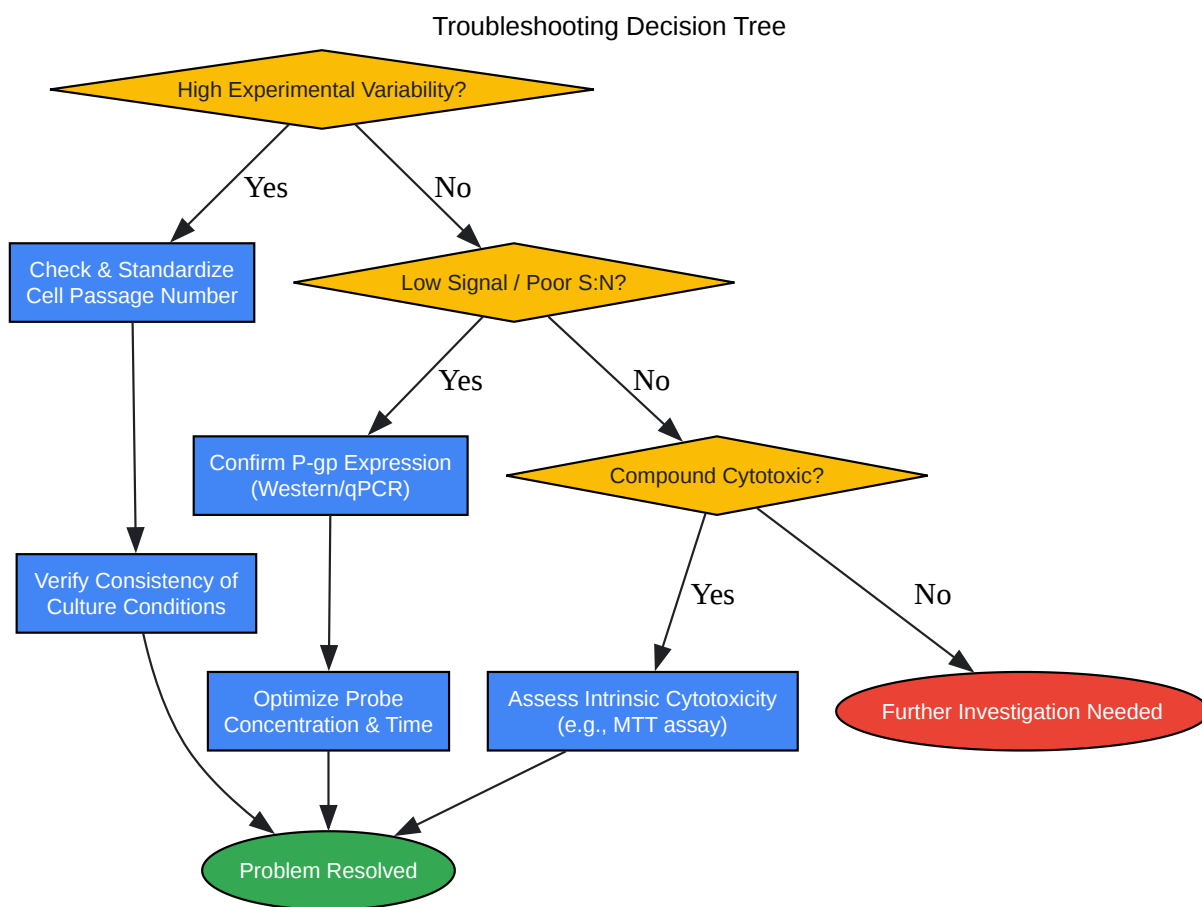 Troubleshooting Decision Tree
High Experimental Variability?
Yes
No
Check & Standardize
Cell Passage Number
Low Signal / Poor S:N?
Yes
No
Confirm P-gp Expression
(Western/qPCR)
Compound Cytotoxic?
Verify Consistency of
Culture Conditions
Yes
No
Optimize Probe
Concentration & Time
Assess Intrinsic Cytotoxicity
(e.g., MTT assay)
Further Investigation Needed
Problem Resolved